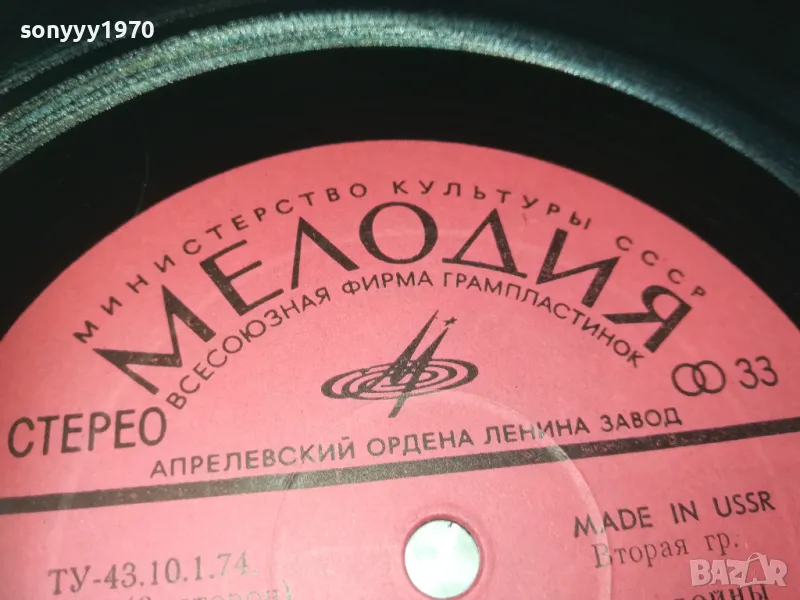 sonyyy1970
МИНИСТЕРСТВО КУЛЬТУРЫ СССР
МЕЛОДИЯ
ВСЕСОЮЗНАЯ ФИРМА ГРАМПЛАСТИНОК
СТЕРЕО
33
АПРЕЛЕВСКИЙ ОРДЕНА ЛЕНИНА ЗАВОД
MADE IN USSR
ТУ-43.10.1.74.
Вторая гр.
BAZAR